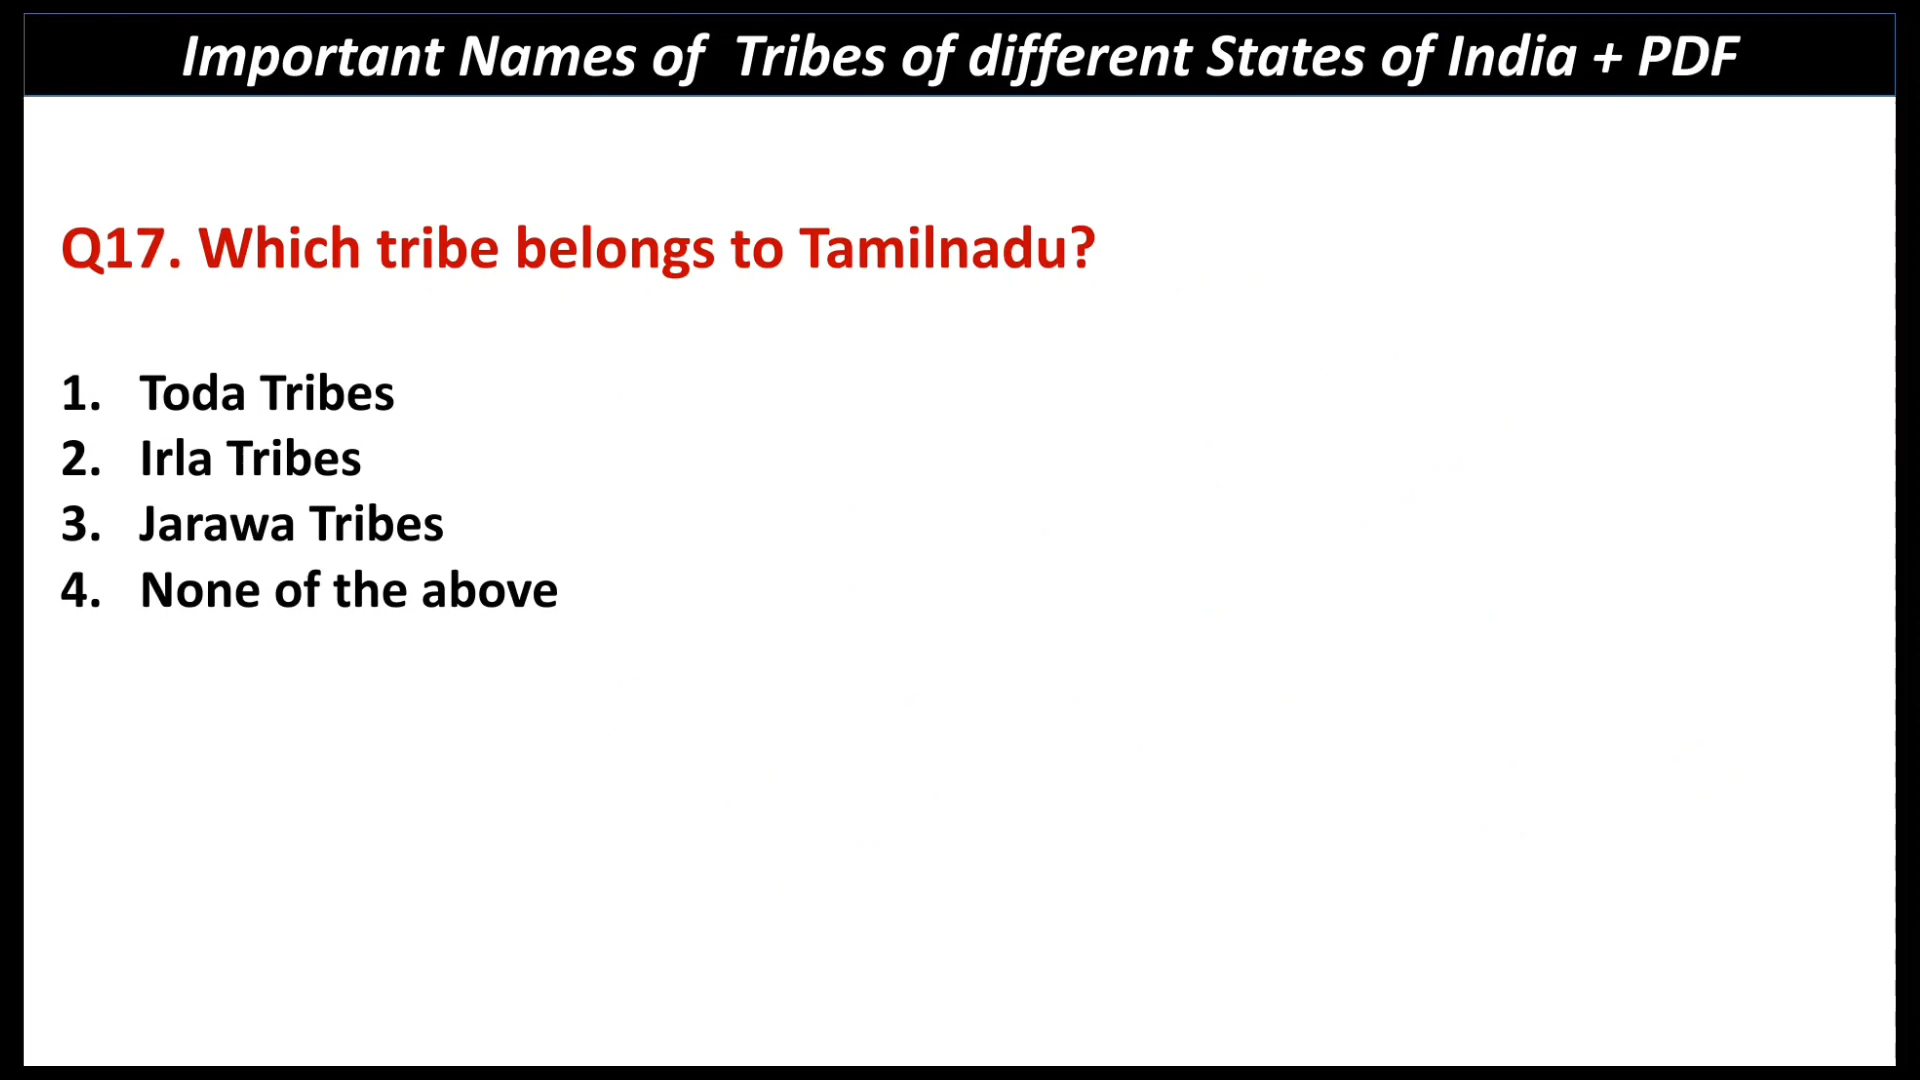 Important Names of  Tribes of different States of India + PDF
Q17. Which tribe belongs to Tamilnadu?
1. Toda Tribes
2. Irla Tribes
3. Jarawa Tribes
4. None of the above